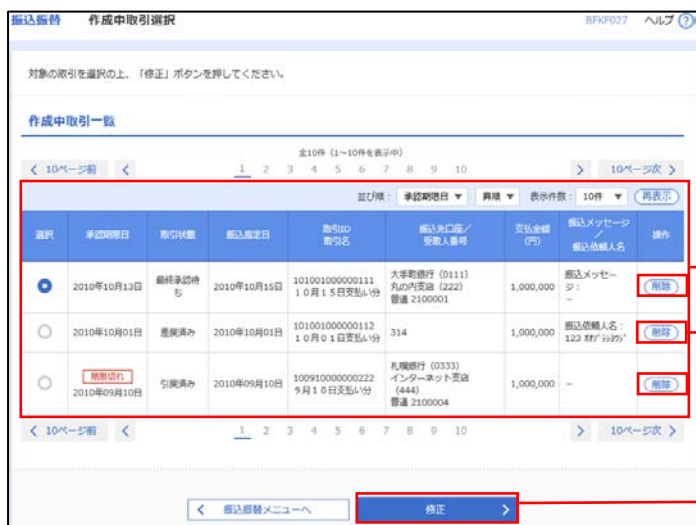 振込振替 作成中取引選択 BFKF027 ヘルプ ?
対象の取引を選択の上、「修正」ボタンを押してください。
作成中取引一覧
全10件（1～10件を表示中）
< 10ページ前 < 1 2 3 4 5 6 7 8 9 10 > 10ページ次 >
並び順： 承認期限日 ▼ 昇順 ▼ 表示件数： 10件 ▼ 再表示
選択 承認期限日 取引状態 振込指定日 取引ID 取引名 振込先口座／ 受取人番号 支払金額 (円) 振込メッセージ ／ 振込依頼人名 操作
2010年10月13日 最終承認待ち 2010年10月15日 101001000000111 １０月１５日支払い分 大手町銀行（0111） 丸の内支店（222） 普通 2100001 1,000,000 振込メッセージ： － 削除
2010年10月01日 差戻済み 2010年10月01日 101001000000112 １０月０１日支払い分 314 1,000,000 振込依頼人名： 123 削除
期限切れ 2010年09月10日 引戻済み 2010年09月10日 100910000000222 ９月１０日支払い分 札幌銀行（0333） インターネット支店 （444） 普通 2100004 1,000,000 － 削除
< 10ページ前 < 1 2 3 4 5 6 7 8 9 10 > 10ページ次 >
< 振込振替メニューへ 修正 >